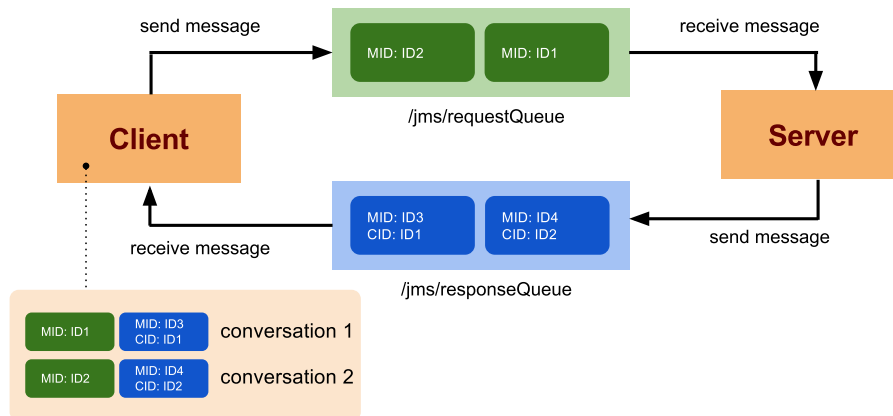 send message
MID: ID2
MID: ID1
receive message
/jms/requestQueue
Client
Server
MID: ID3
CID: ID1
MID: ID4
CID: ID2
receive message
send message
/jms/responseQueue
MID: ID1
MID: ID3
CID: ID1
conversation 1
MID: ID2
MID: ID4
CID: ID2
conversation 2